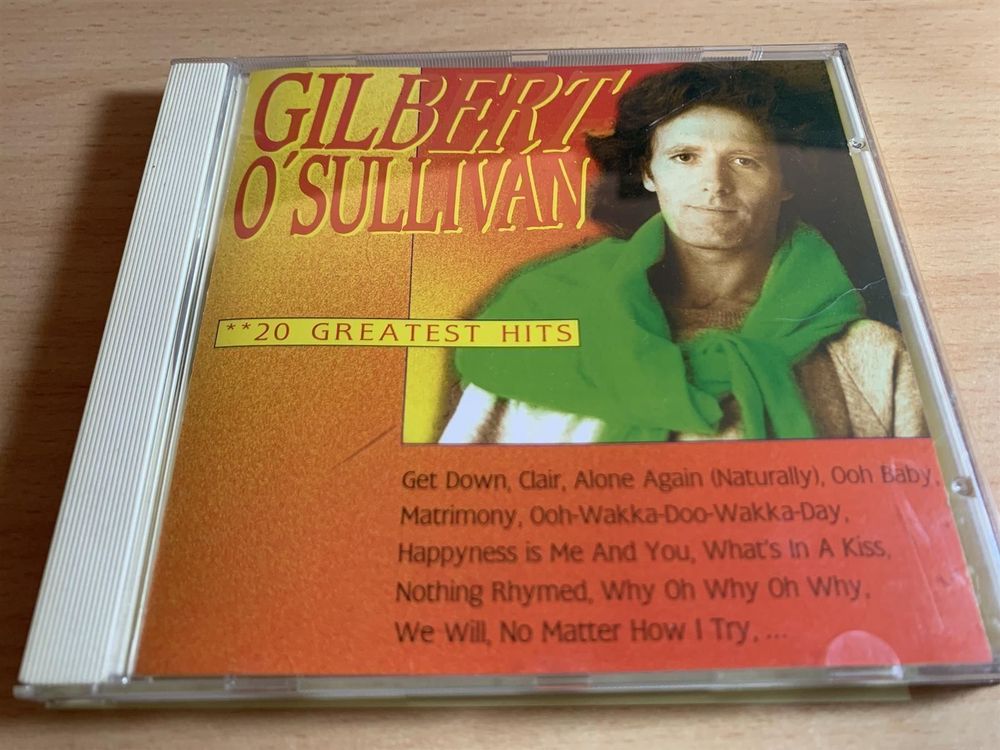 GILBERT
O'SULLIVAN
**20 GREATEST HITS
Get Down, Clair, Alone Again (Naturally), Ooh Baby,
Matrimony, Ooh-Wakka-Doo-Wakka-Day,
Happyness is Me And You, What's In A Kiss,
Nothing Rhymed, Why Oh Why Oh Why,
We Will, No Matter How I Try, ...